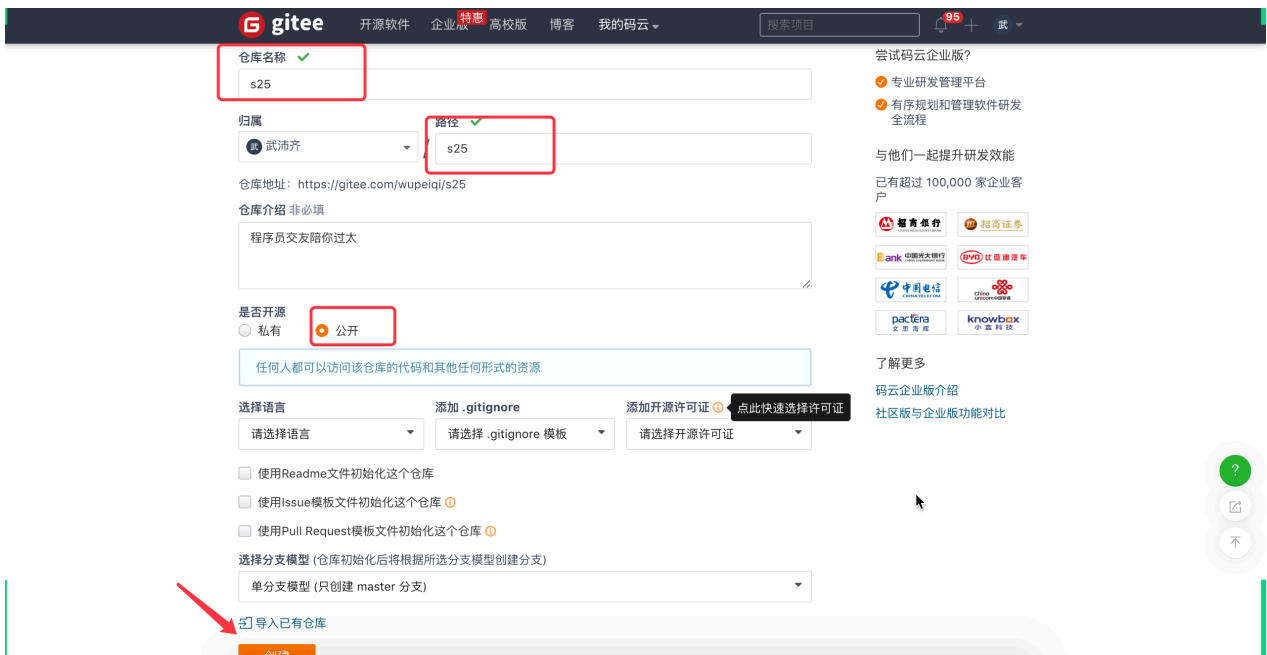 gitee 开源软件 企业版 特惠 高校版 博客 我的码云 搜索项目 95 武
仓库名称
s25
归属 路径
武 武沛齐 / s25
仓库地址：https://gitee.com/wupeiqi/s25
仓库介绍 非必填
程序员交友陪你过太
是否开源
私有 公开
任何人都可以访问该仓库的代码和其他任何形式的资源
选择语言 添加 .gitignore 添加开源许可证 点此快速选择许可证
请选择语言 请选择 .gitignore 模板 请选择开源许可证
使用Readme文件初始化这个仓库
使用Issue模板文件初始化这个仓库
使用Pull Request模板文件初始化这个仓库
选择分支模型 (仓库初始化后将根据所选分支模型创建分支)
单分支模型 (只创建 master 分支)
导入已有仓库
创建
尝试码云企业版?
专业研发管理平台
有序规划和管理软件研发
全流程
与他们一起提升研发效能
已有超过 100,000 家企业客
户
招商银行 招商证券
Bank 中国光大银行 BYD 比亚迪汽车
中国电信 CHINA TELECOM China unicom中国联通
pactera 文思海辉 knowbox 小盒科技
了解更多
码云企业版介绍
社区版与企业版功能对比
?